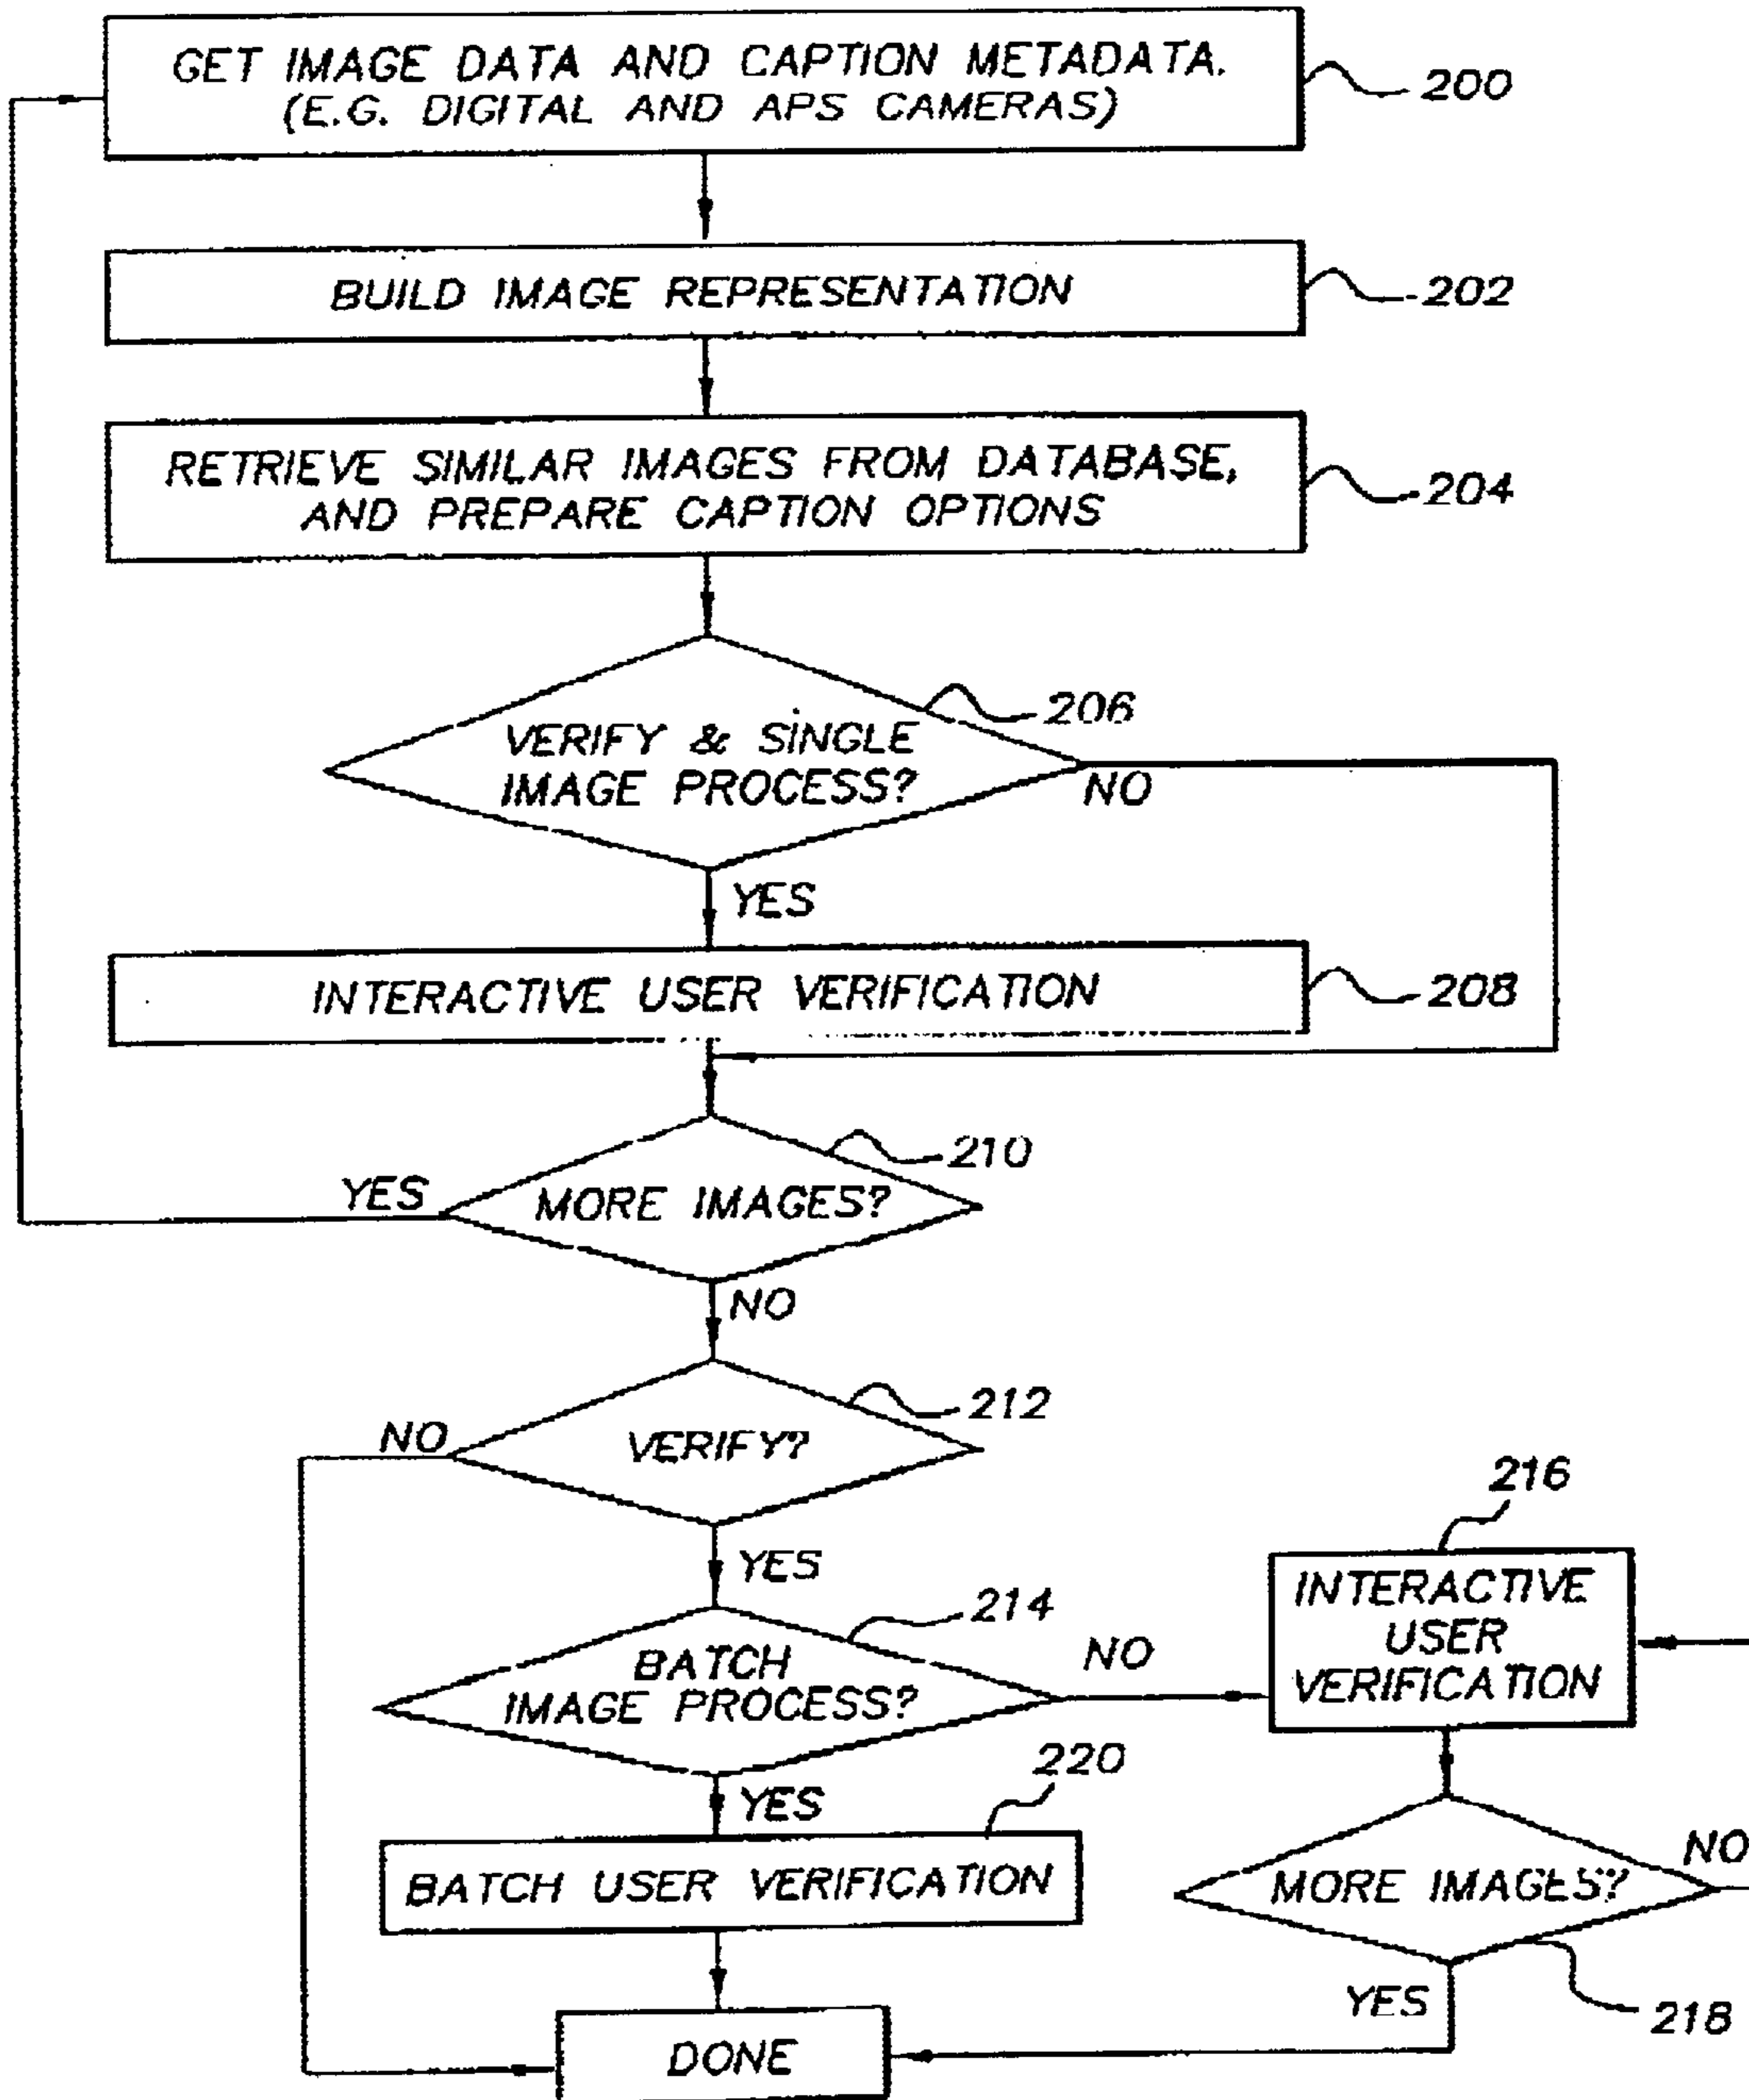 GET IMAGE DATA AND CAPTION METADATA.
(E.G. DIGITAL AND APS CAMERAS)
200
BUILD IMAGE REPRESENTATION
202
RETRIEVE SIMILAR IMAGES FROM DATABASE,
AND PREPARE CAPTION OPTIONS
204
206
VERIFY & SINGLE
IMAGE PROCESS?
NO
YES
INTERACTIVE USER VERIFICATION
208
210
YES
MORE IMAGES?
NO
212
NO
VERIFY?
YES
214
BATCH
IMAGE PROCESS?
NO
216
INTERACTIVE
USER
VERIFICATION
YES
220
BATCH USER VERIFICATION
MORE IMAGES?
NO
YES
218
DONE